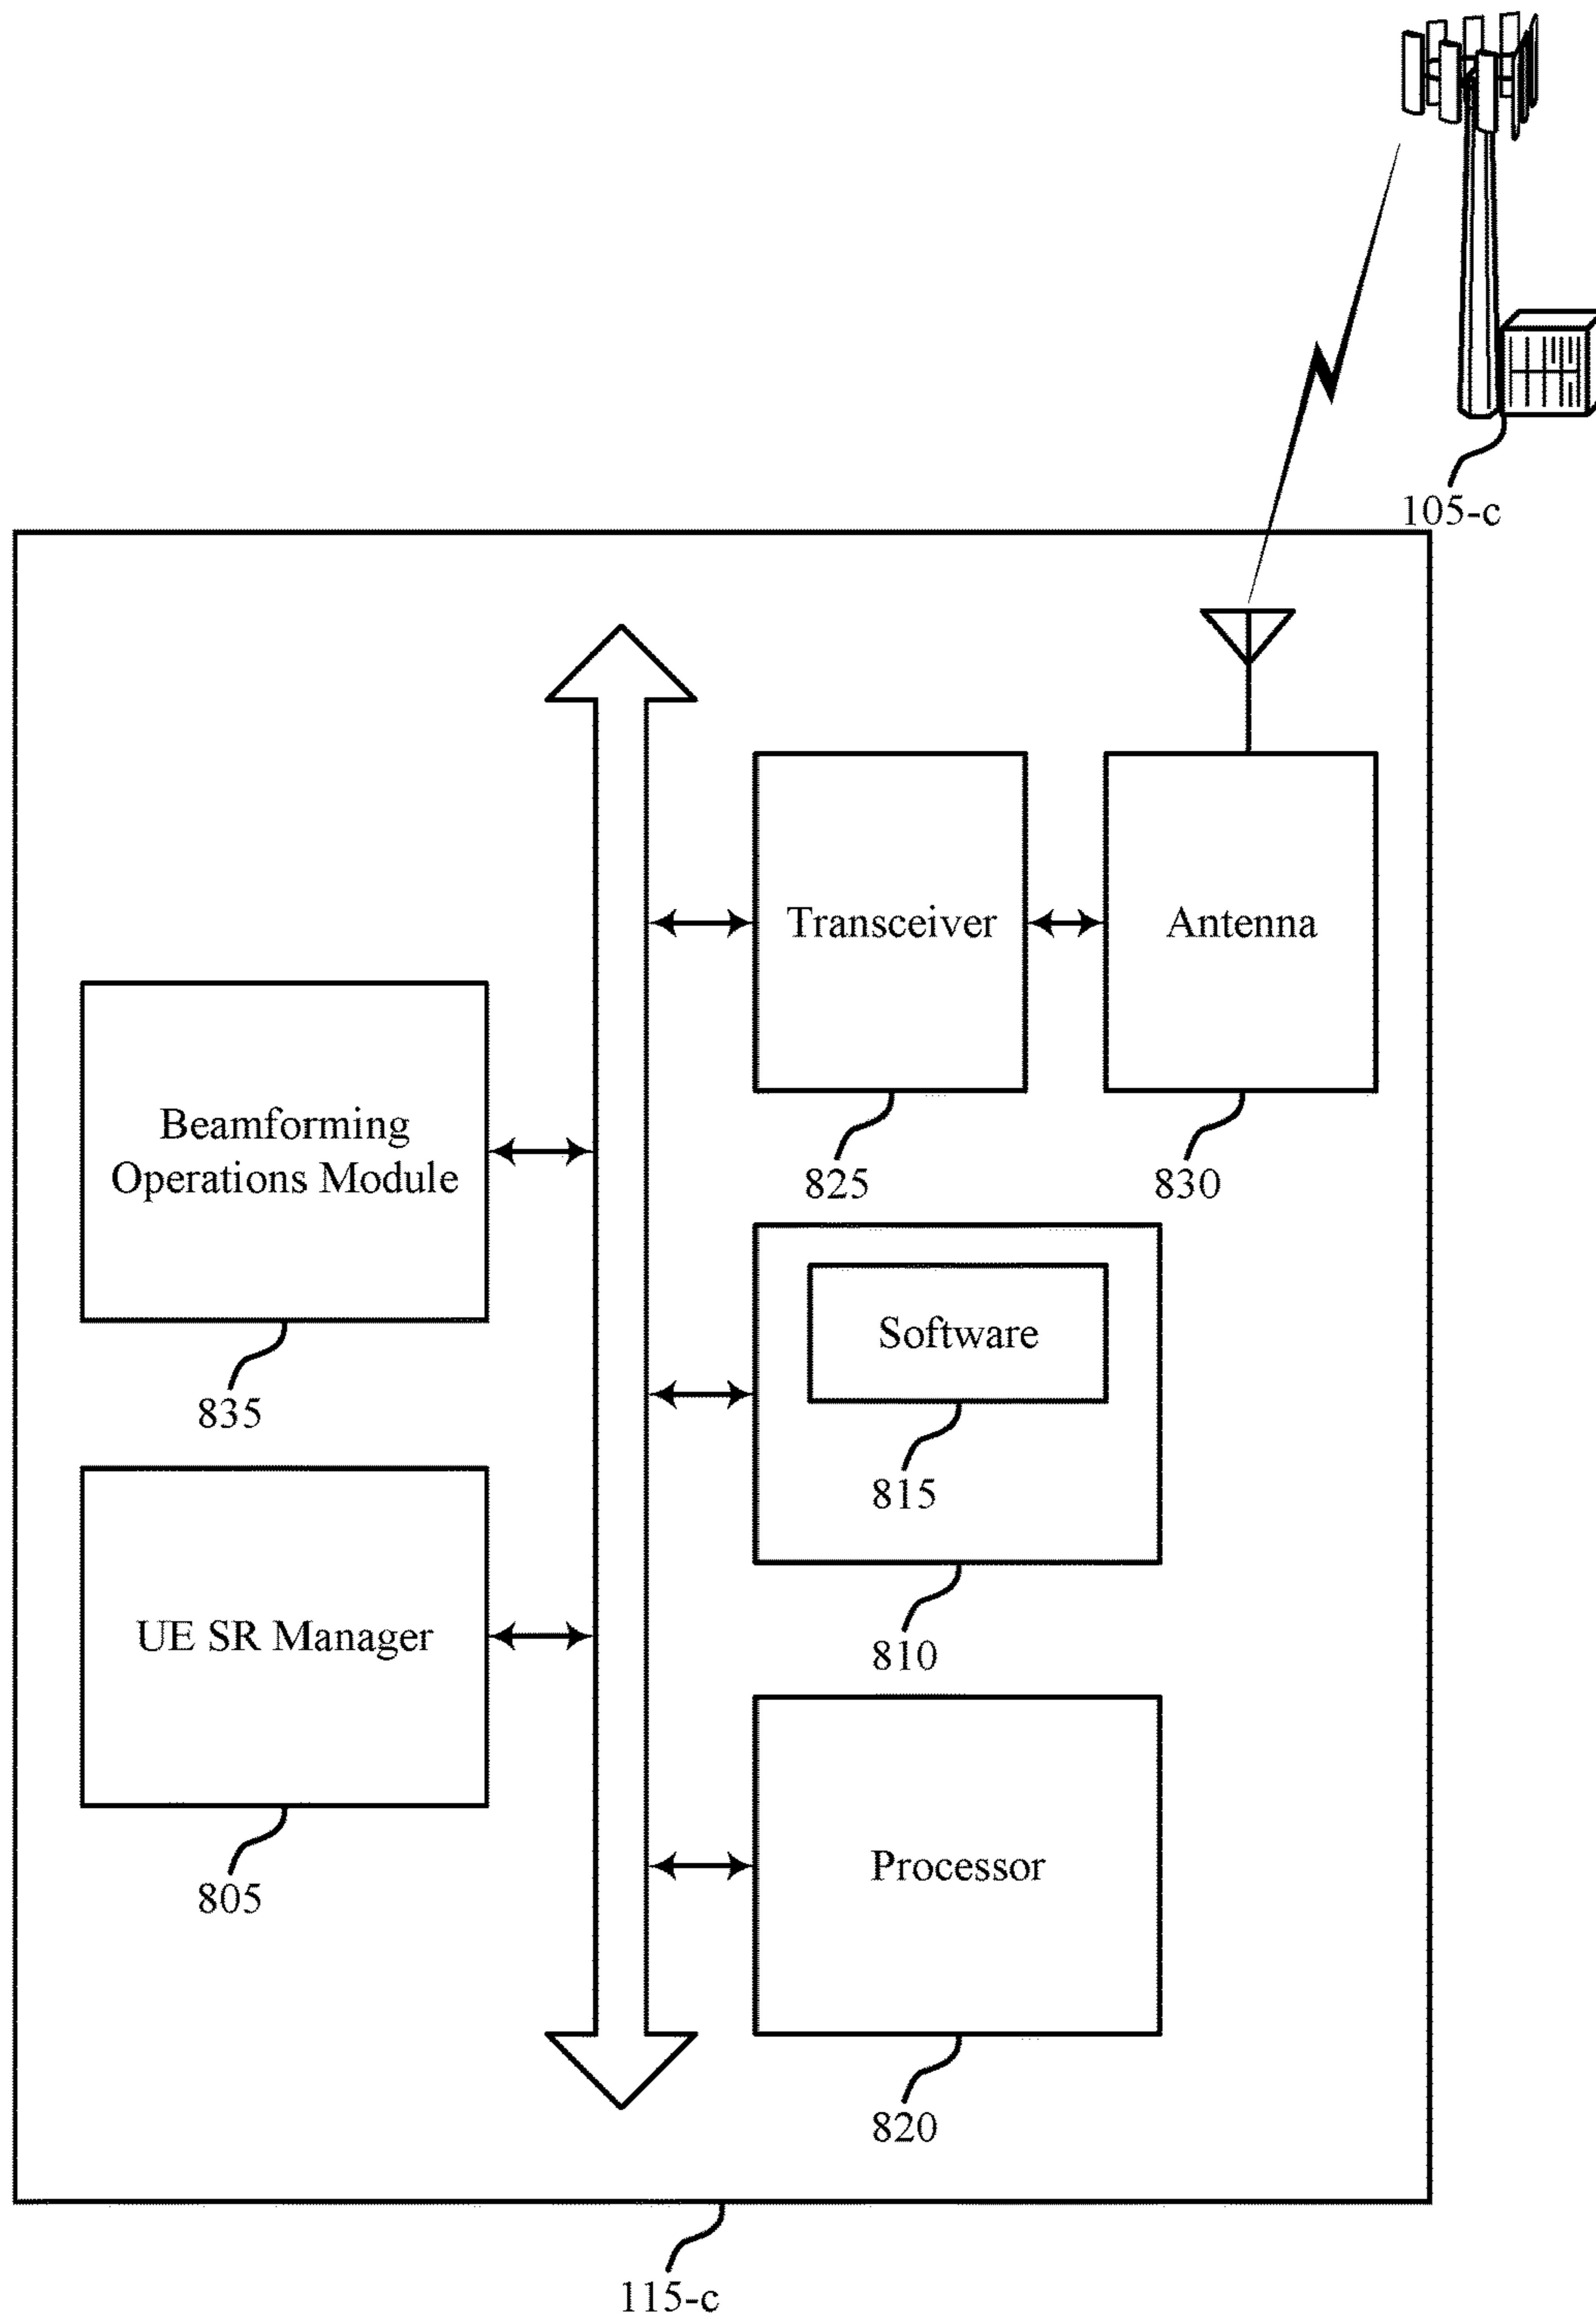 105-c
Transceiver
Antenna
825
830
Beamforming
Operations Module
835
Software
815
810
UE SR Manager
805
Processor
820
115-c